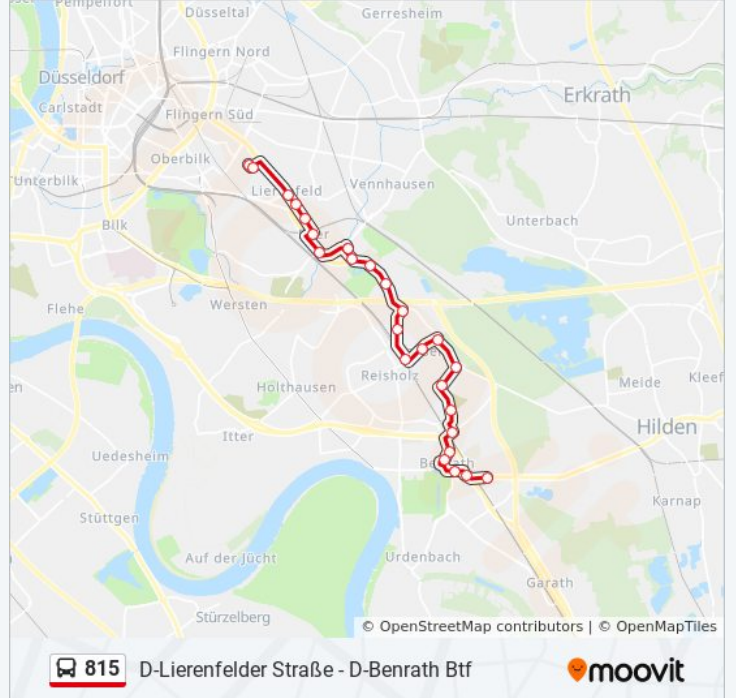 Pempelfort
Düsseltal
Gerresheim
Flingern Nord
Düsseldorf
Erkrath
Carlstadt
Flingern Süd
Oberbilk
Unterbilk
Lierenfeld
Vennhausen
Bilk
Unterbach
Flehe
Wersten
Reisholz
Holthausen
Meide
Kleef
Hilden
Itter
Uedesheim
Benrath
Karnap
Stüttgen
Auf der Jücht
Urdenbach
Garath
Stürzelberg
© OpenStreetMap contributors | © OpenMapTiles
815 D-Lierenfelder Straße - D-Benrath Btf
moovit